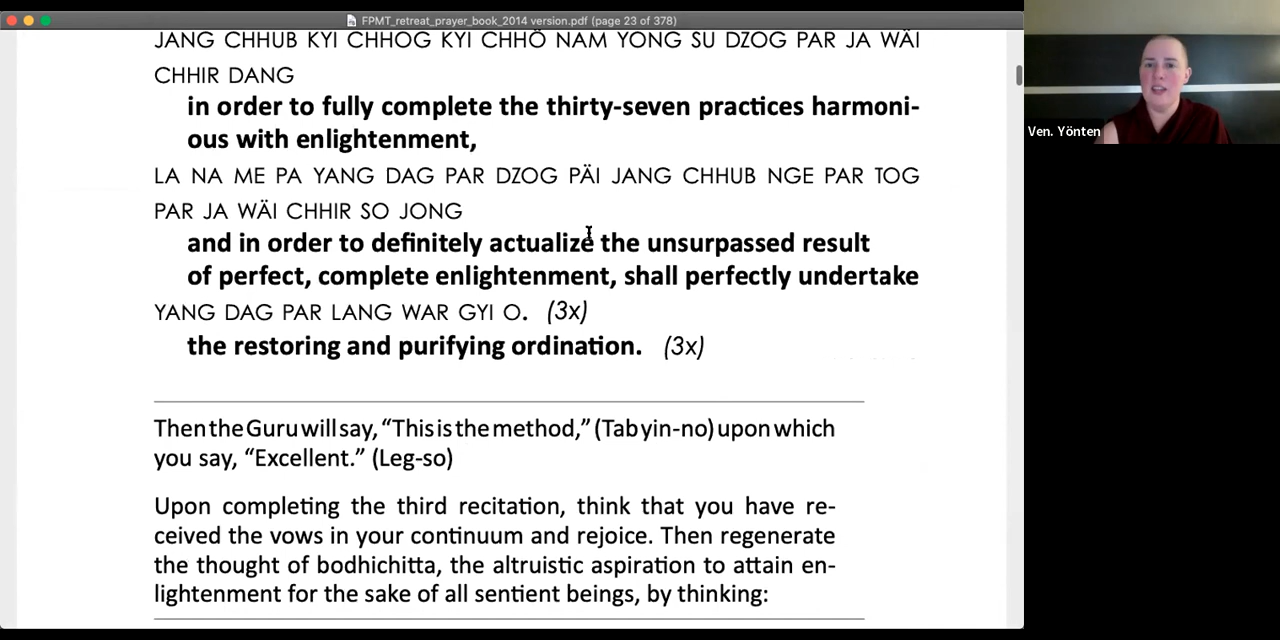 FPMT_retreat_prayer_book_2014 version.pdf (page 23 of 378)
JANG CHHUB KYI CHHOG KYI CHHÖ NAM YONG SU DZOG PAR JA WÄI
CHHIR DANG
in order to fully complete the thirty-seven practices harmoni-
ous with enlightenment,
LA NA ME PA YANG DAG PAR DZOG PÄI JANG CHHUB NGE PAR TOG
PAR JA WÄI CHHIR SO JONG
and in order to definitely actualize the unsurpassed result
of perfect, complete enlightenment, shall perfectly undertake
YANG DAG PAR LANG WAR GYI O. (3x)
the restoring and purifying ordination. (3x)
Then the Guru will say, “This is the method,” (Tab yin-no) upon which
you say, “Excellent.” (Leg-so)
Upon completing the third recitation, think that you have re-
ceived the vows in your continuum and rejoice. Then regenerate
the thought of bodhichitta, the altruistic aspiration to attain en-
lightenment for the sake of all sentient beings, by thinking:
Ven. Yönten